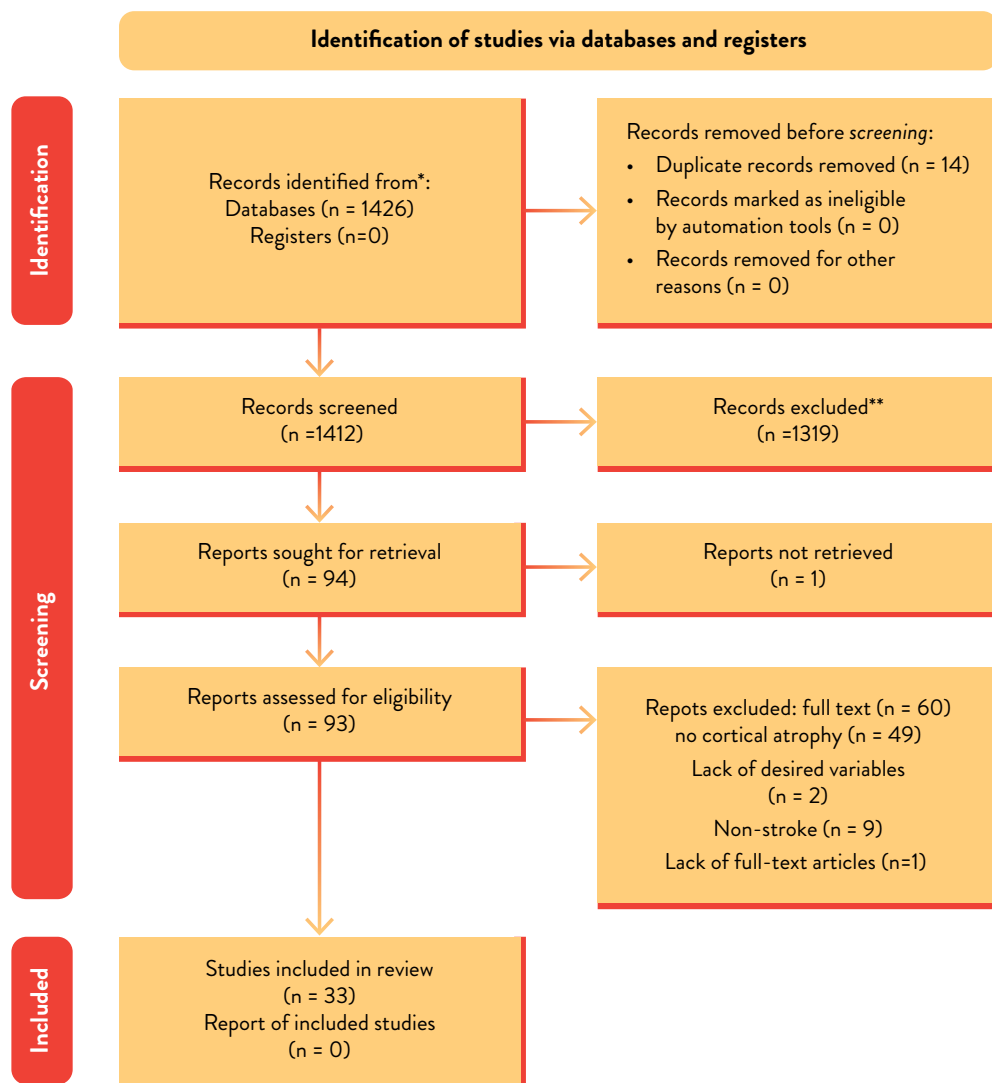 Identification of studies via databases and registers
Identification
Records identified from*:
Databases (n = 1426)
Registers (n=0)
Records removed before screening:
• Duplicate records removed (n = 14)
• Records marked as ineligible
by automation tools (n = 0)
• Records removed for other
reasons (n = 0)
Screening
Records screened
(n =1412)
Records excluded**
(n =1319)
Reports sought for retrieval
(n = 94)
Reports not retrieved
(n = 1)
Reports assessed for eligibility
(n = 93)
Repots excluded: full text (n = 60)
no cortical atrophy (n = 49)
Lack of desired variables
(n = 2)
Non-stroke (n = 9)
Lack of full-text articles (n=1)
Included
Studies included in review
(n = 33)
Report of included studies
(n = 0)